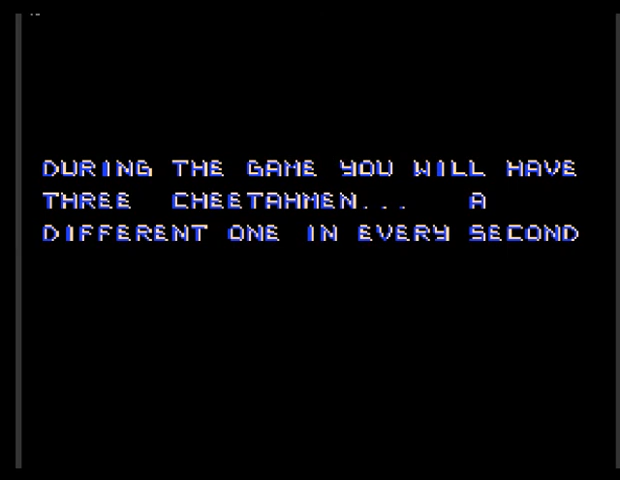 DURING THE GAME YOU WILL HAVE
THREE CHEETAHMEN... A
DIFFERENT ONE IN EVERY SECOND